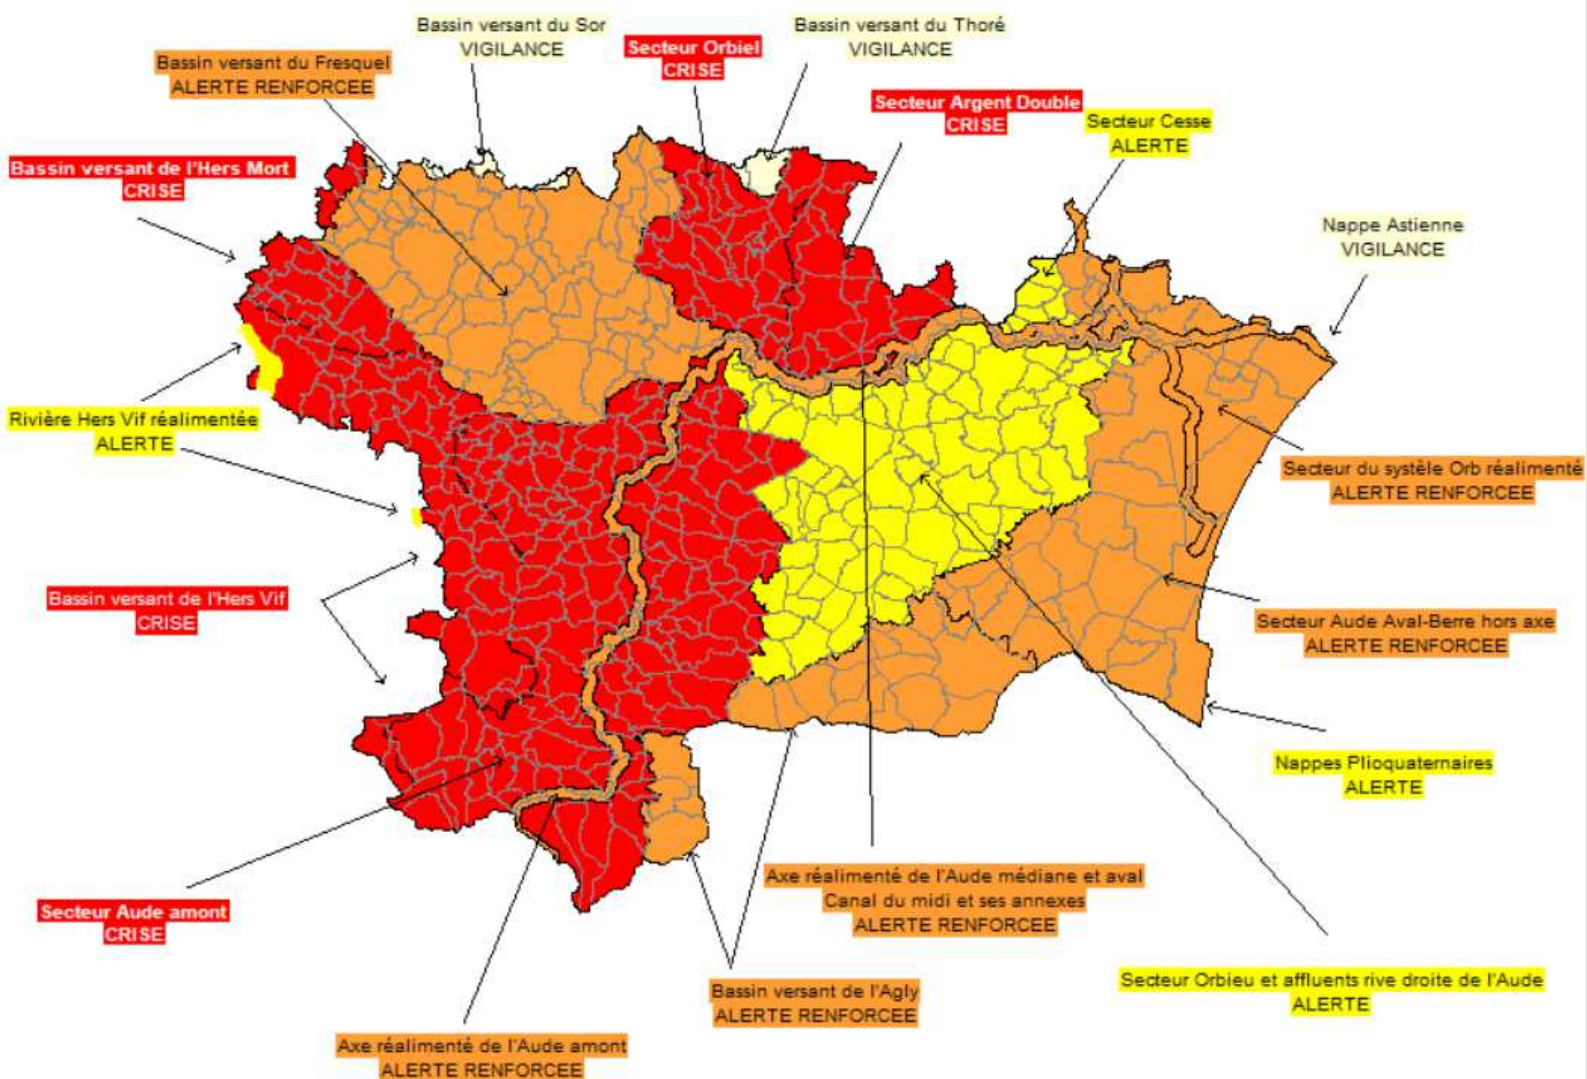 Bassin versant du Sor
VIGILANCE
Bassin versant du Thoré
VIGILANCE
Secteur Orbiel
CRISE
Bassin versant du Fresquel
ALERTE RENFORCEE
Secteur Argent Double
CRISE
Secteur Cesse
ALERTE
Bassin versant de l'Hers Mort
CRISE
Nappe Astienne
VIGILANCE
Rivière Hers Vif réalimentée
ALERTE
Secteur du systèle Orb réalimenté
ALERTE RENFORCEE
Bassin versant de l'Hers Vif
CRISE
Secteur Aude Aval-Berre hors axe
ALERTE RENFORCEE
Nappes Plioquaternaires
ALERTE
Axe réalimenté de l'Aude médiane et aval
Canal du midi et ses annexes
ALERTE RENFORCEE
Secteur Aude amont
CRISE
Secteur Orbieu et affluents rive droite de l'Aude
ALERTE
Bassin versant de l'Agly
ALERTE RENFORCEE
Axe réalimenté de l'Aude amont
ALERTE RENFORCEE